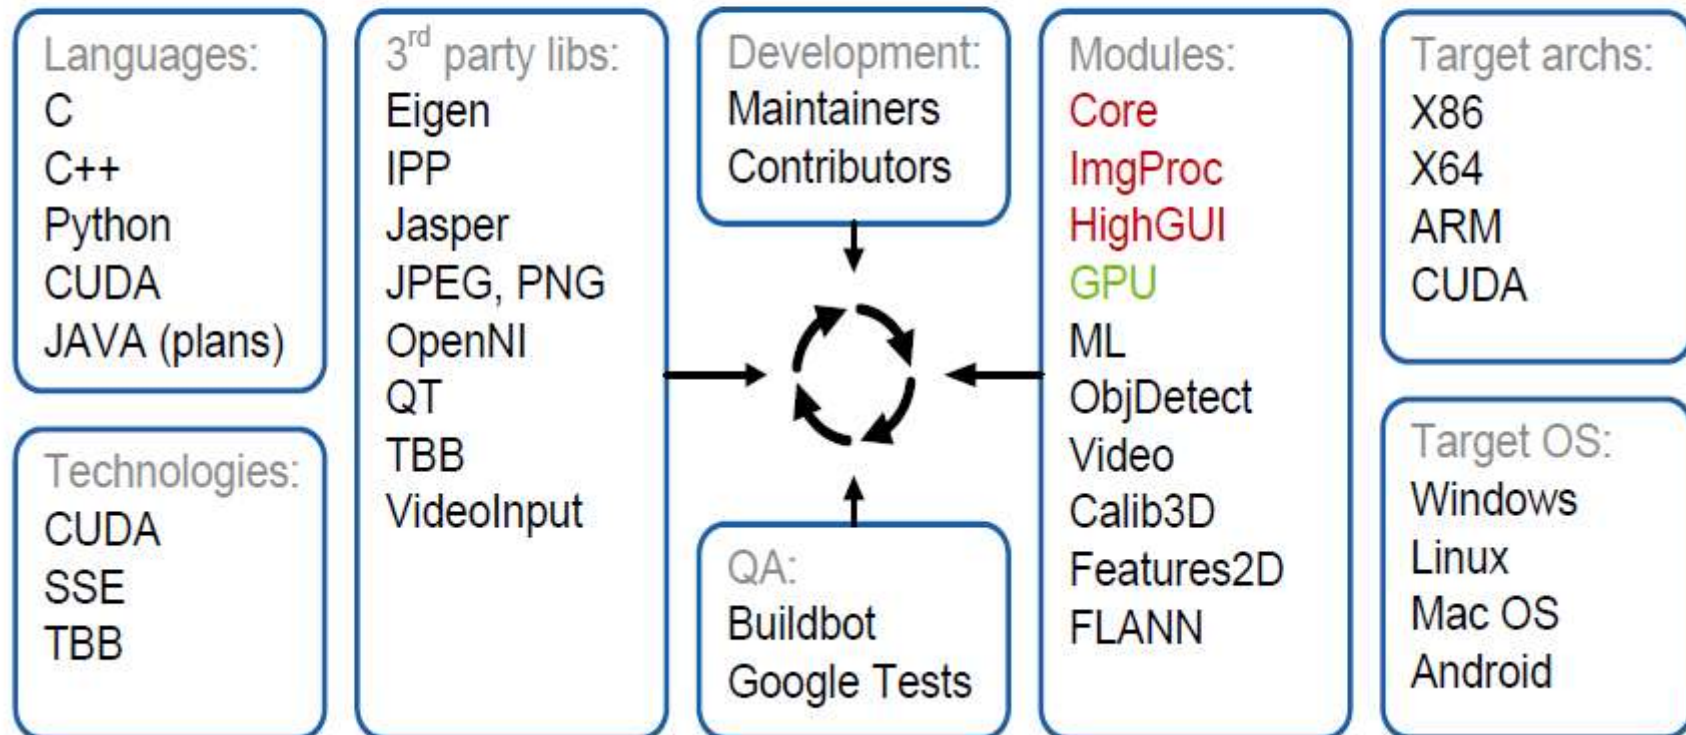 Languages:
C
C++
Python
CUDA
JAVA (plans)
Technologies:
CUDA
SSE
TBB
3rd party libs:
Eigen
IPP
Jasper
JPEG, PNG
OpenNI
QT
TBB
VideoInput
Development:
Maintainers
Contributors
QA:
Buildbot
Google Tests
Modules:
Core
ImgProc
HighGUI
GPU
ML
ObjDetect
Video
Calib3D
Features2D
FLANN
Target archs:
X86
X64
ARM
CUDA
Target OS:
Windows
Linux
Mac OS
Android